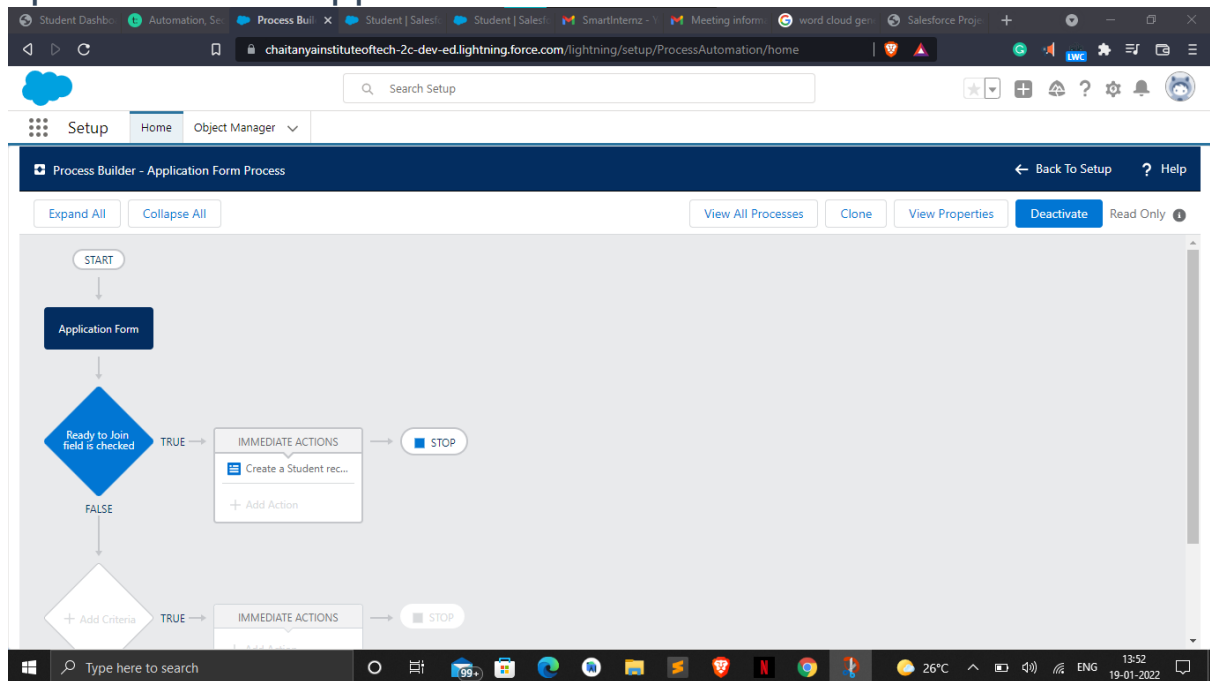 Student Dashbo
Automation, Sec
Process Buil
Student | Salesfo
Student | Salesfo
SmartInternz - V
Meeting inform
word cloud gene
Salesforce Proje
chaitanyainstituteoftech-2c-dev-ed.lightning.force.com/lightning/setup/ProcessAutomation/home
LWC
Search Setup
Setup Home Object Manager
Process Builder - Application Form Process
Back To Setup ? Help
Expand All Collapse All View All Processes Clone View Properties Deactivate Read Only
START
Application Form
Ready to Join
field is checked
TRUE
IMMEDIATE ACTIONS
STOP
Create a Student rec...
+ Add Action
FALSE
+ Add Criteria
TRUE
IMMEDIATE ACTIONS
STOP
+ Add Action
Type here to search
99+
26°C
ENG
13:52
19-01-2022